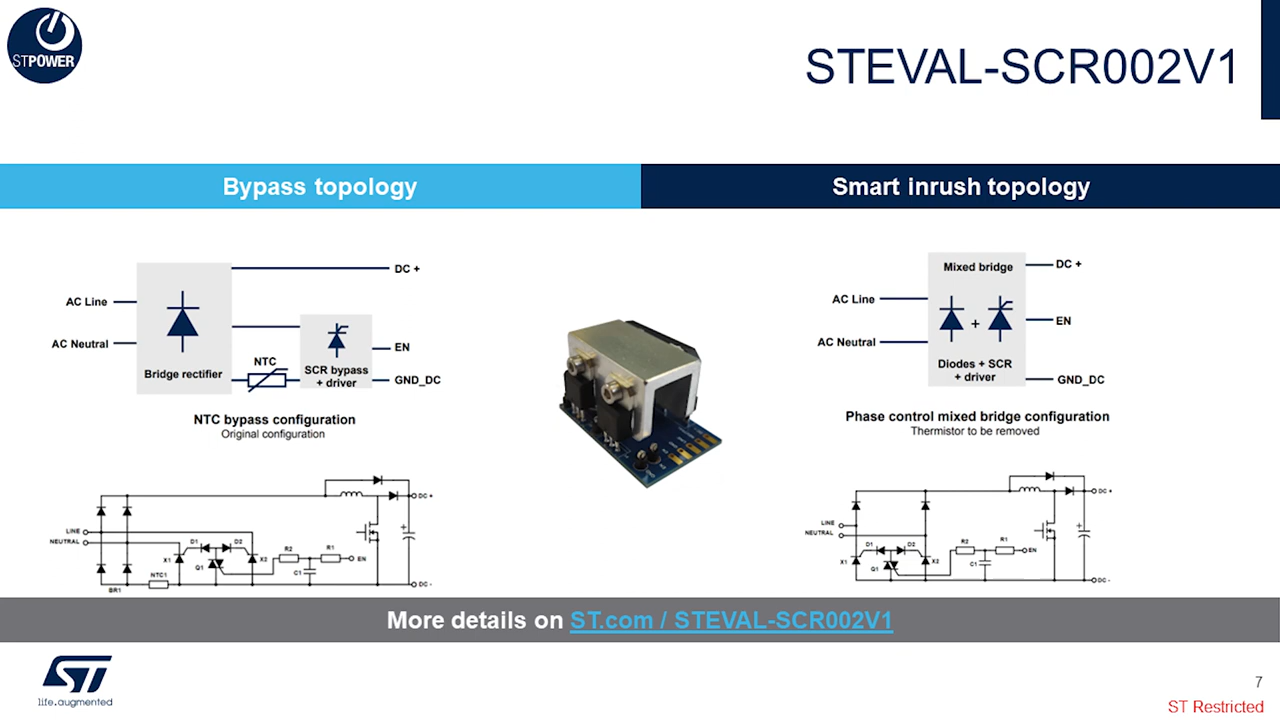 STPOWER
STEVAL-SCR002V1
Bypass topology
Smart inrush topology
DC +
AC Line
AC Neutral
Bridge rectifier
NTC
SCR bypass
+ driver
EN
GND_DC
NTC bypass configuration
Original configuration
Mixed bridge
DC +
AC Line
+
AC Neutral
EN
Diodes + SCR
+ driver
GND_DC
Phase control mixed bridge configuration
Thermistor to be removed
DC +
+
LINE
NEUTRAL
D1
D2
X1
Q1
X2
R2
R1
EN
C1
NTC1
BR1
DC -
DC +
+
LINE
NEUTRAL
D1
D2
X1
Q1
X2
R2
R1
EN
C1
DC -
More details on ST.com / STEVAL-SCR002V1
ST
life.augmented
7
ST Restricted